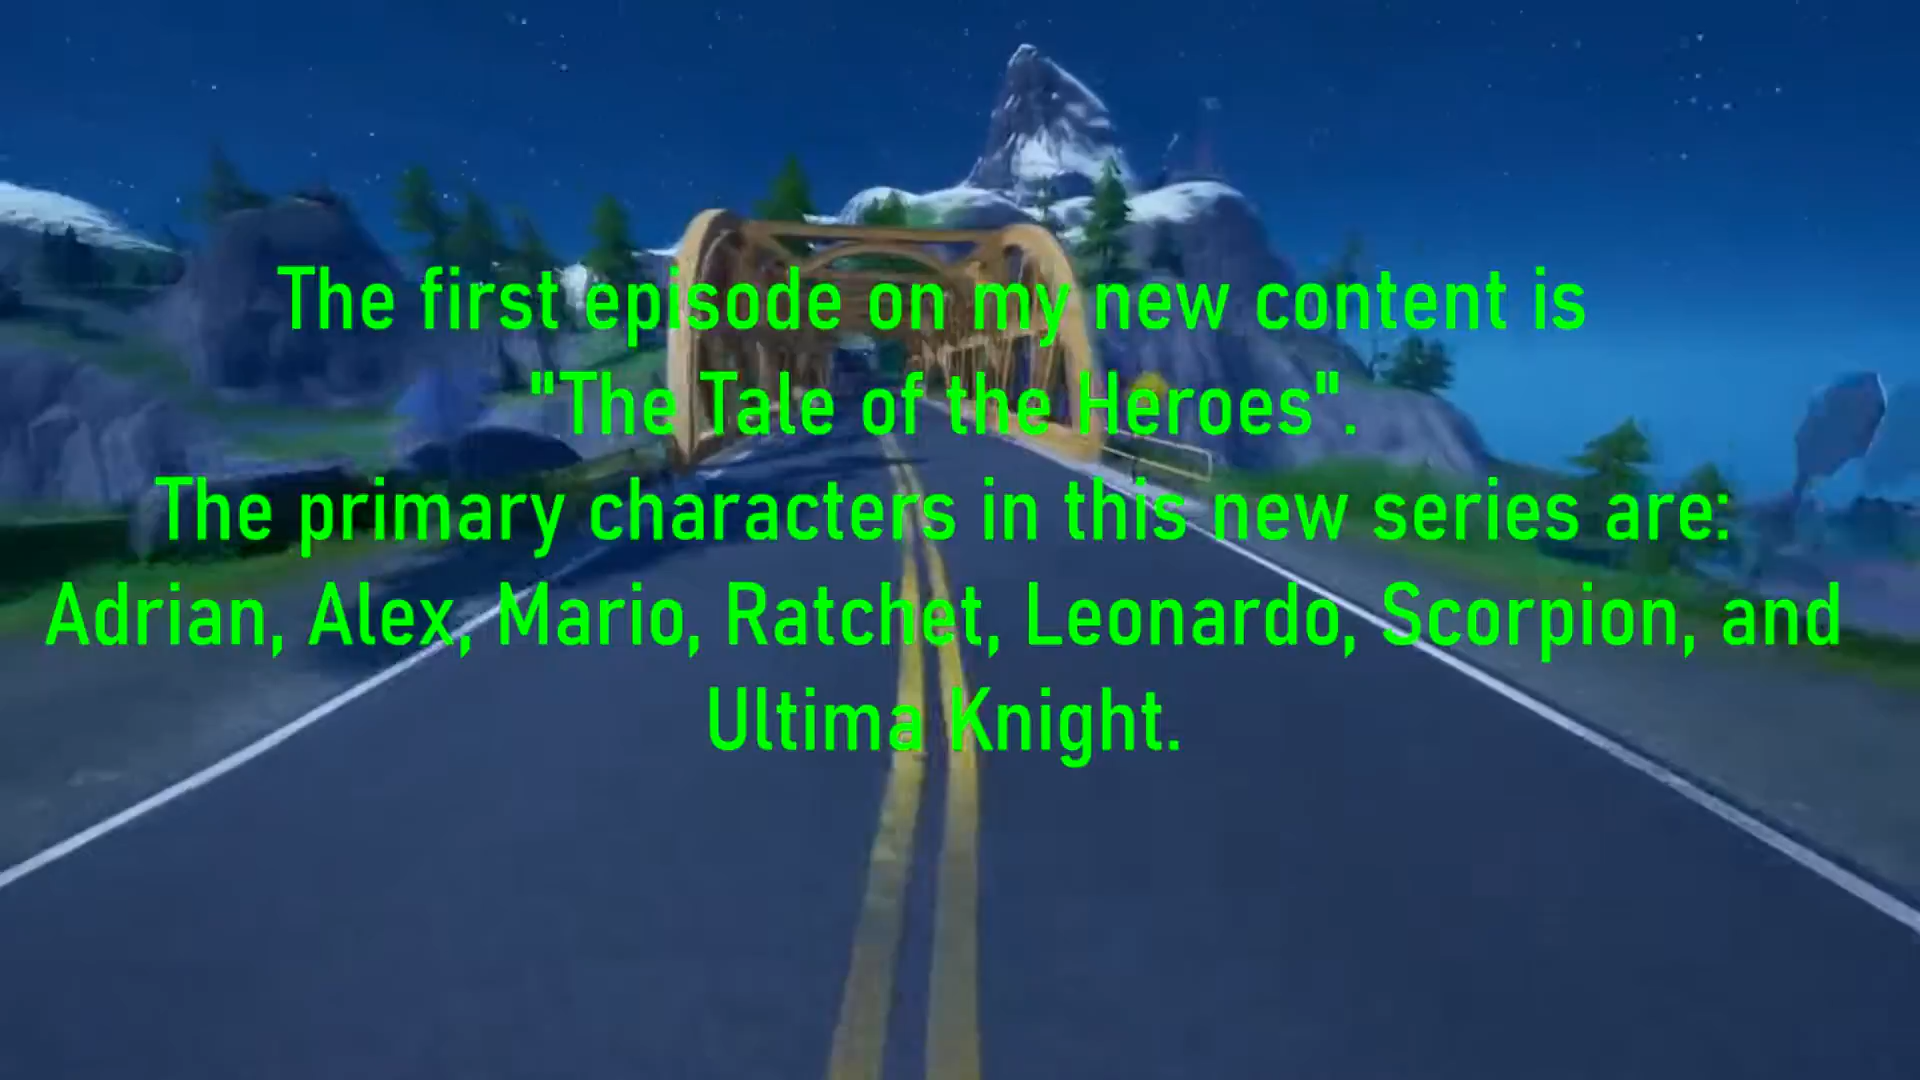 The first episode on my new content is
"The Tale of the Heroes".
The primary characters in this new series are:
Adrian, Alex, Mario, Ratchet, Leonardo, Scorpion, and
Ultima Knight.